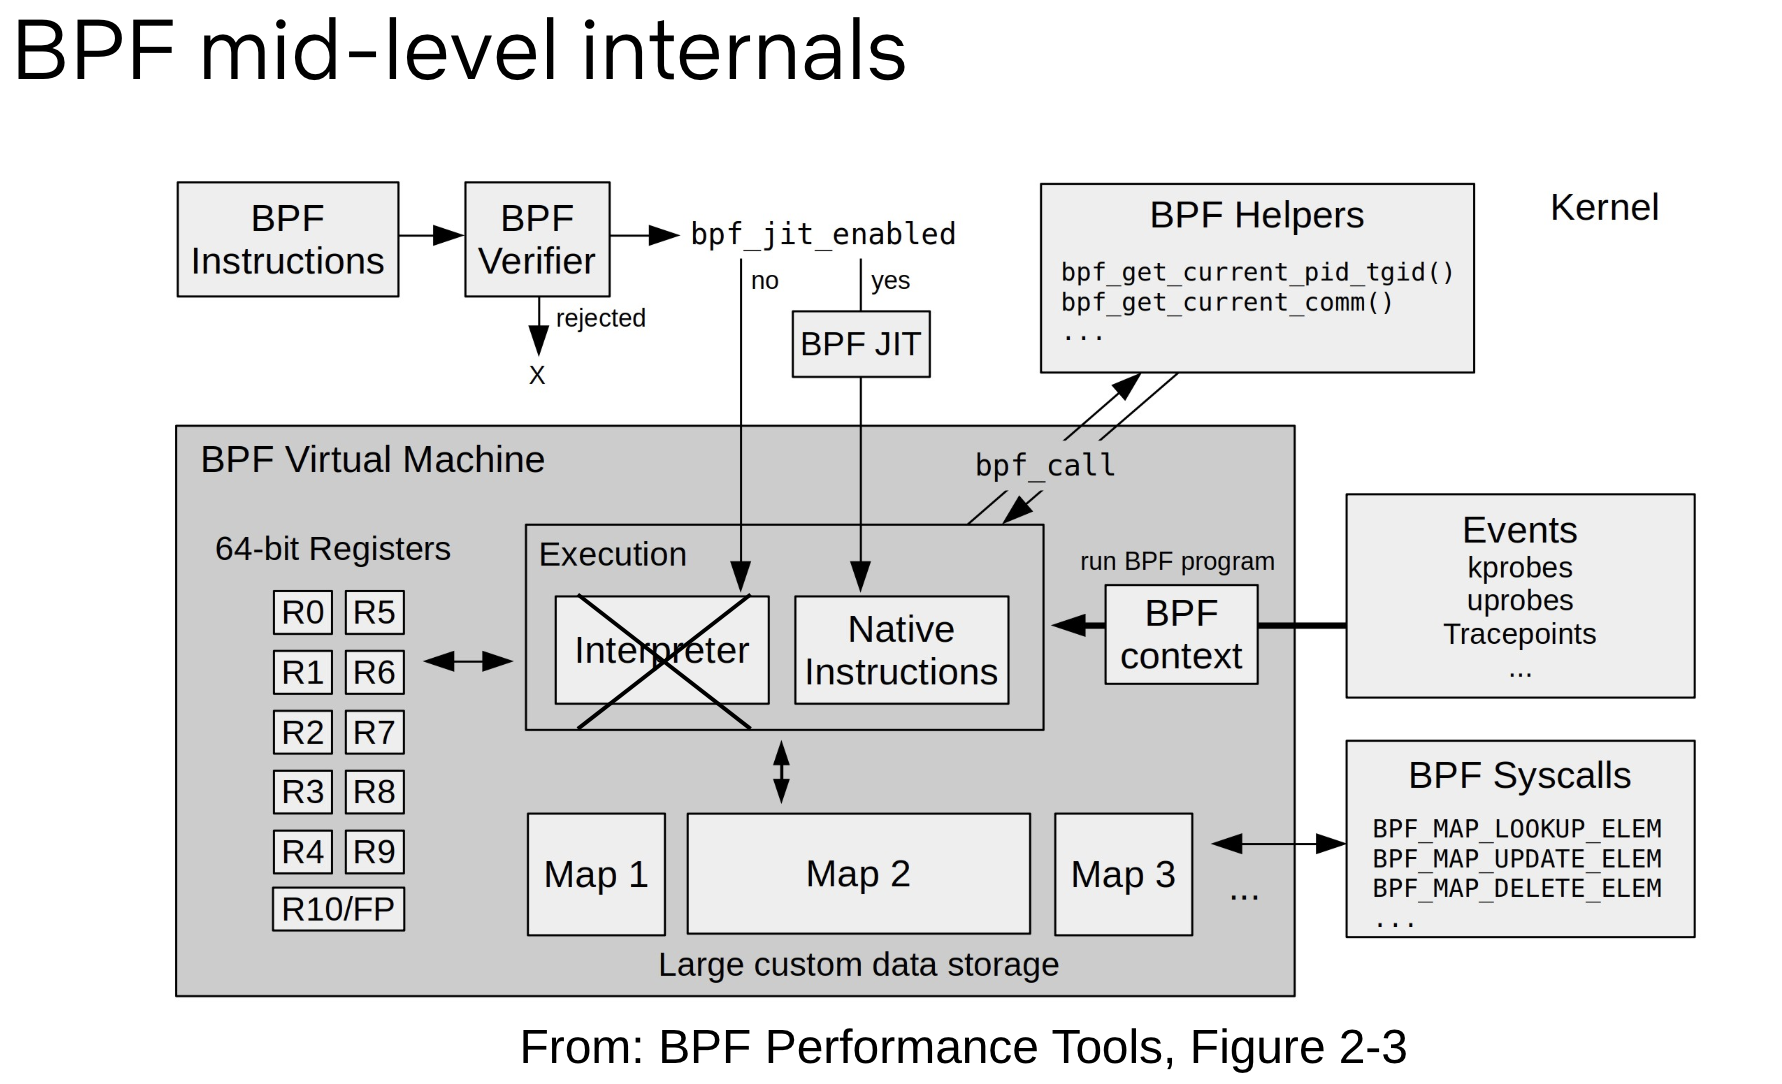 BPF mid-level internals
BPF
Instructions
BPF
Verifier
rejected
X
bpf_jit_enabled
no
yes
BPF JIT
BPF Helpers
bpf_get_current_pid_tgid()
bpf_get_current_comm()
...
Kernel
BPF Virtual Machine
bpf_call
64-bit Registers
R0 R5
R1 R6
R2 R7
R3 R8
R4 R9
R10/FP
Execution
Interpreter
Native
Instructions
run BPF program
BPF
context
Events
kprobes
uprobes
Tracepoints
...
Map 1
Map 2
Map 3
...
Large custom data storage
BPF Syscalls
BPF_MAP_LOOKUP_ELEM
BPF_MAP_UPDATE_ELEM
BPF_MAP_DELETE_ELEM
...
From: BPF Performance Tools, Figure 2-3